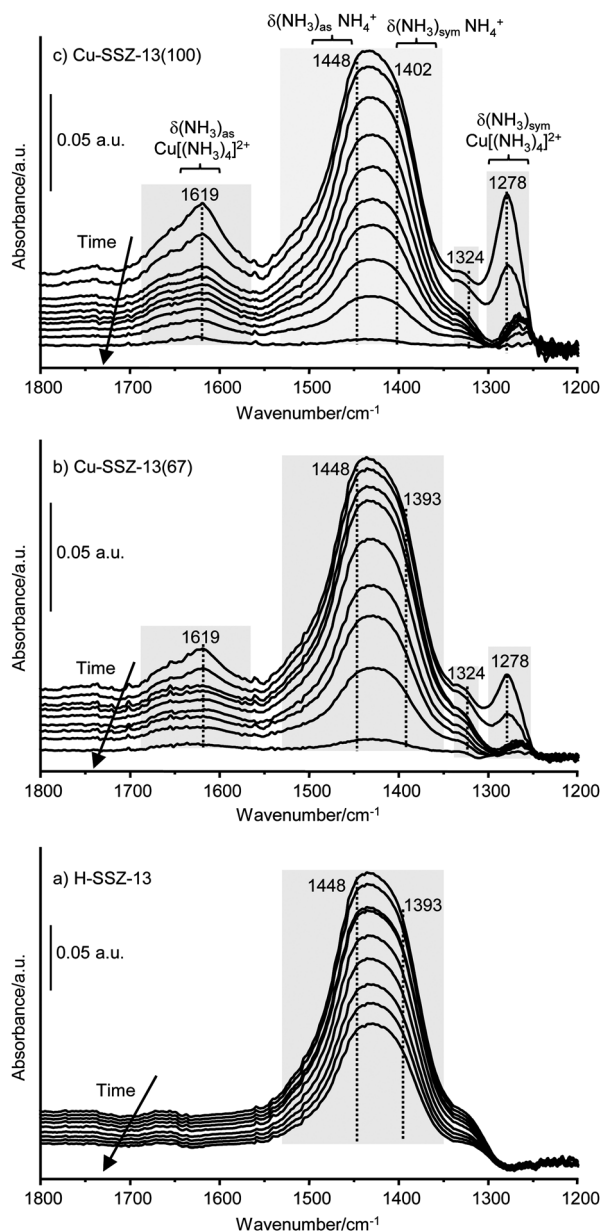 δ(NH₃)as NH₄⁺
δ(NH₃)sym NH₄⁺
c) Cu-SSZ-13(100)
1448
1402
0.05 a.u.
δ(NH₃)as
Cu[(NH₃)₄]²⁺
δ(NH₃)sym
Cu[(NH₃)₄]²⁺
1619
1278
Time
1324
Absorbance/a.u.
1800 1700 1600 1500 1400 1300 1200
Wavenumber/cm⁻¹
b) Cu-SSZ-13(67)
1448
1393
0.05 a.u.
1619
1278
Time
1324
Absorbance/a.u.
1800 1700 1600 1500 1400 1300 1200
Wavenumber/cm⁻¹
a) H-SSZ-13
1448
1393
0.05 a.u.
Time
Absorbance/a.u.
1800 1700 1600 1500 1400 1300 1200
Wavenumber/cm⁻¹